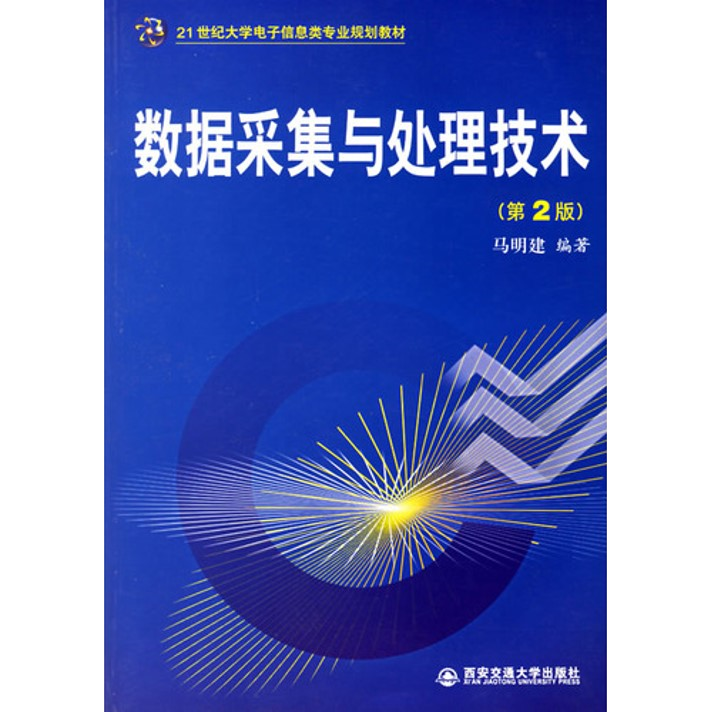 21世纪大学电子信息类专业规划教材
数据采集与处理技术
(第2版)
马明建 编著
西安交通大学出版社
XI'AN JIAOTONG UNIVERSITY PRESS